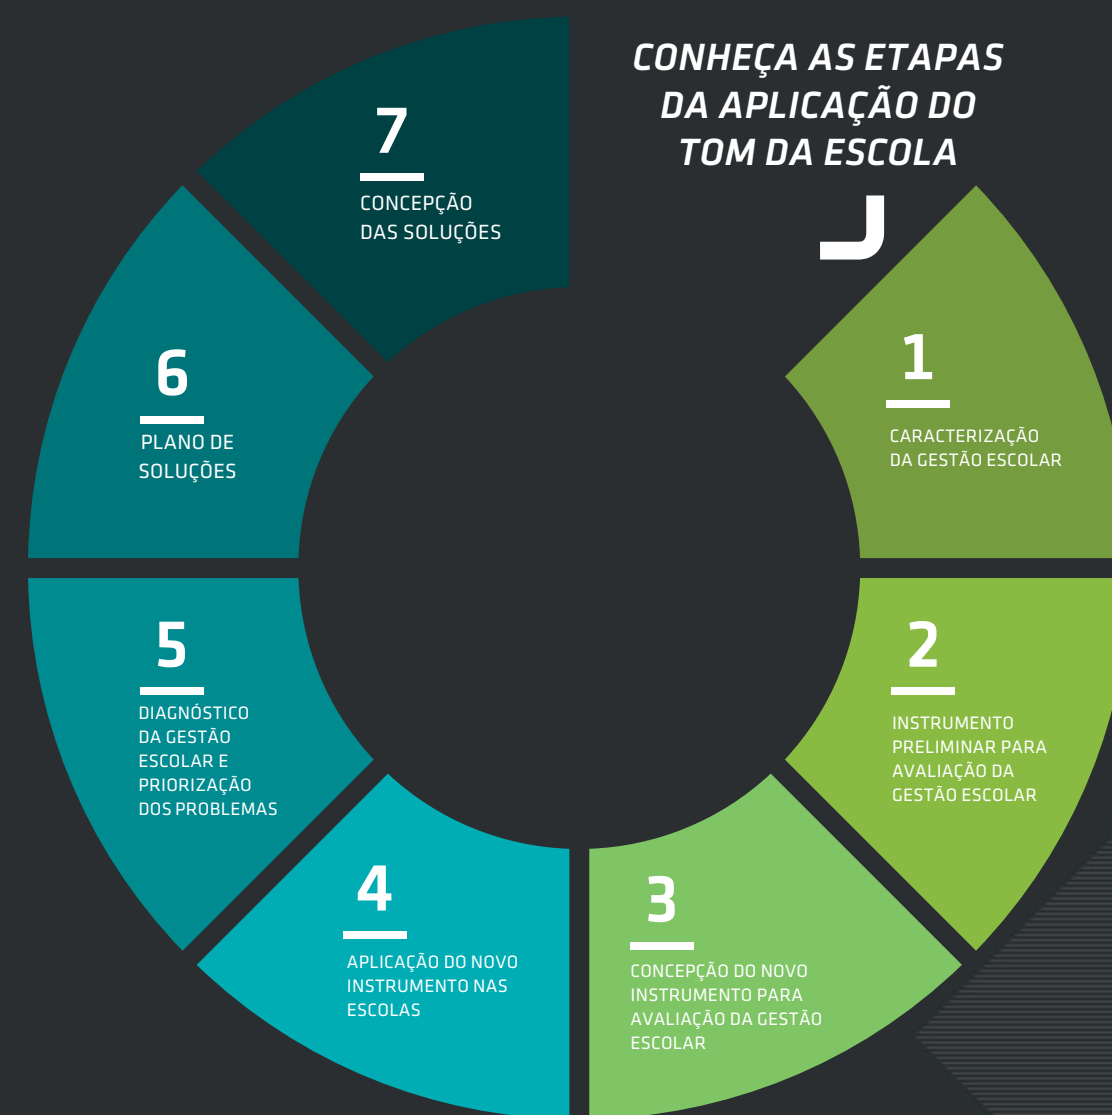 CONHEÇA AS ETAPAS
DA APLICAÇÃO DO
TOM DA ESCOLA
1
CARACTERIZAÇÃO
DA GESTÃO ESCOLAR
2
INSTRUMENTO
PRELIMINAR PARA
AVALIAÇÃO DA
GESTÃO ESCOLAR
3
CONCEPÇÃO DO NOVO
INSTRUMENTO PARA
AVALIAÇÃO DA GESTÃO
ESCOLAR
4
APLICAÇÃO DO NOVO
INSTRUMENTO NAS
ESCOLAS
5
DIAGNÓSTICO
DA GESTÃO
ESCOLAR E
PRIORIZAÇÃO
DOS PROBLEMAS
6
PLANO DE
SOLUÇÕES
7
CONCEPÇÃO
DAS SOLUÇÕES